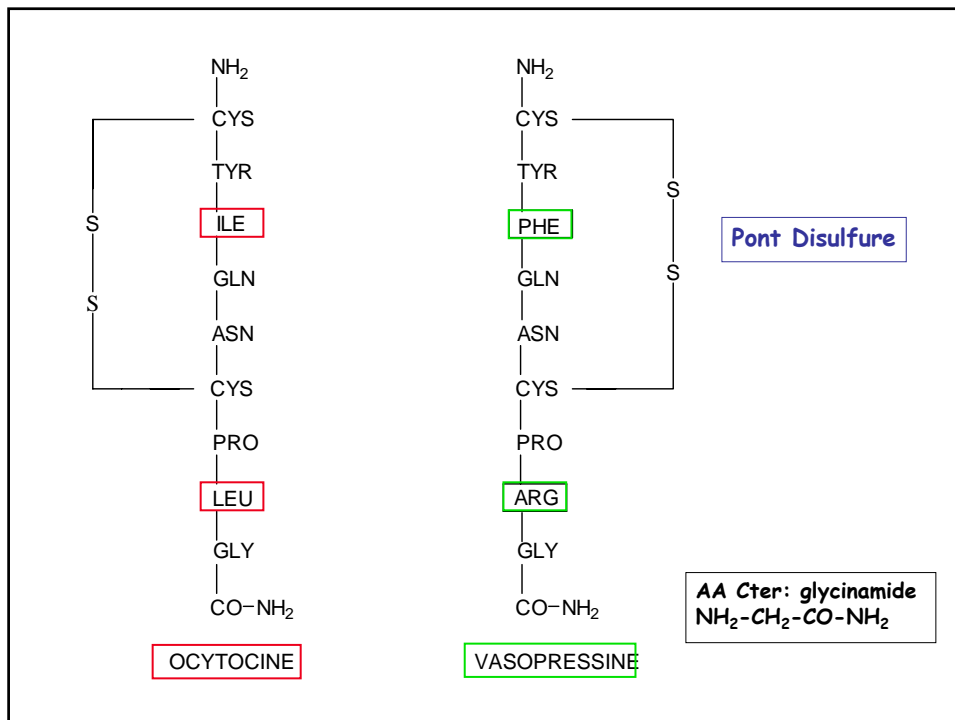 NH₂
CYS
TYR
ILE
GLN
ASN
CYS
PRO
LEU
GLY
CO–NH₂
S
S
OCYTOCINE
NH₂
CYS
TYR
PHE
GLN
ASN
CYS
PRO
ARG
GLY
CO–NH₂
S
S
VASOPRESSINE
Pont Disulfure
AA Cter: glycinamide
NH₂-CH₂-CO-NH₂